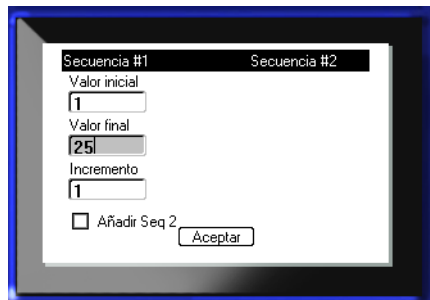 Secuencia #1 Secuencia #2
Valor inicial
1
Valor final
25
Incremento
1
Añadir Seq 2
Aceptar